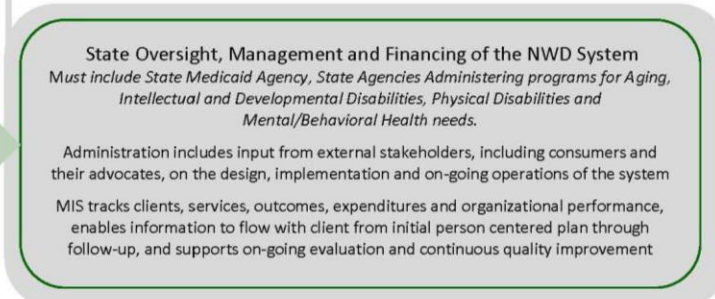 State Oversight, Management and Financing of the NWD System
Must include State Medicaid Agency, State Agencies Administering programs for Aging,
Intellectual and Developmental Disabilities, Physical Disabilities and
Mental/Behavioral Health needs.
Administration includes input from external stakeholders, including consumers and
their advocates, on the design, implementation and on-going operations of the system
MIS tracks clients, services, outcomes, expenditures and organizational performance,
enables information to flow with client from initial person centered plan through
follow-up, and supports on-going evaluation and continuous quality improvement